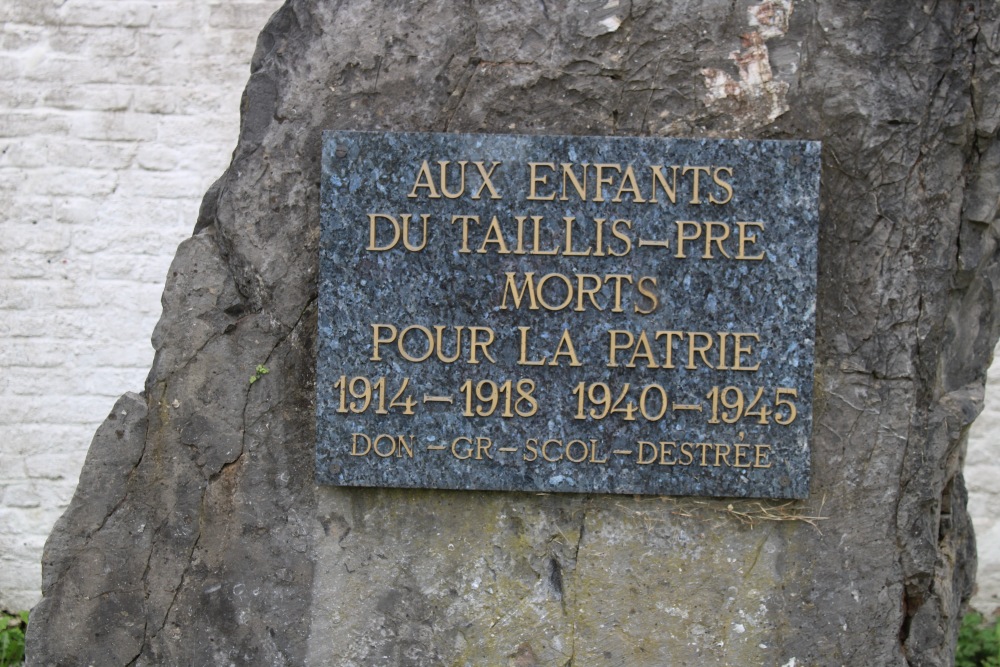 AUX ENFANTS
DU TAILLIS-PRE
MORTS
POUR LA PATRIE
1914-1918 1940-1945
DON-GR-SCOL-DESTRÉE